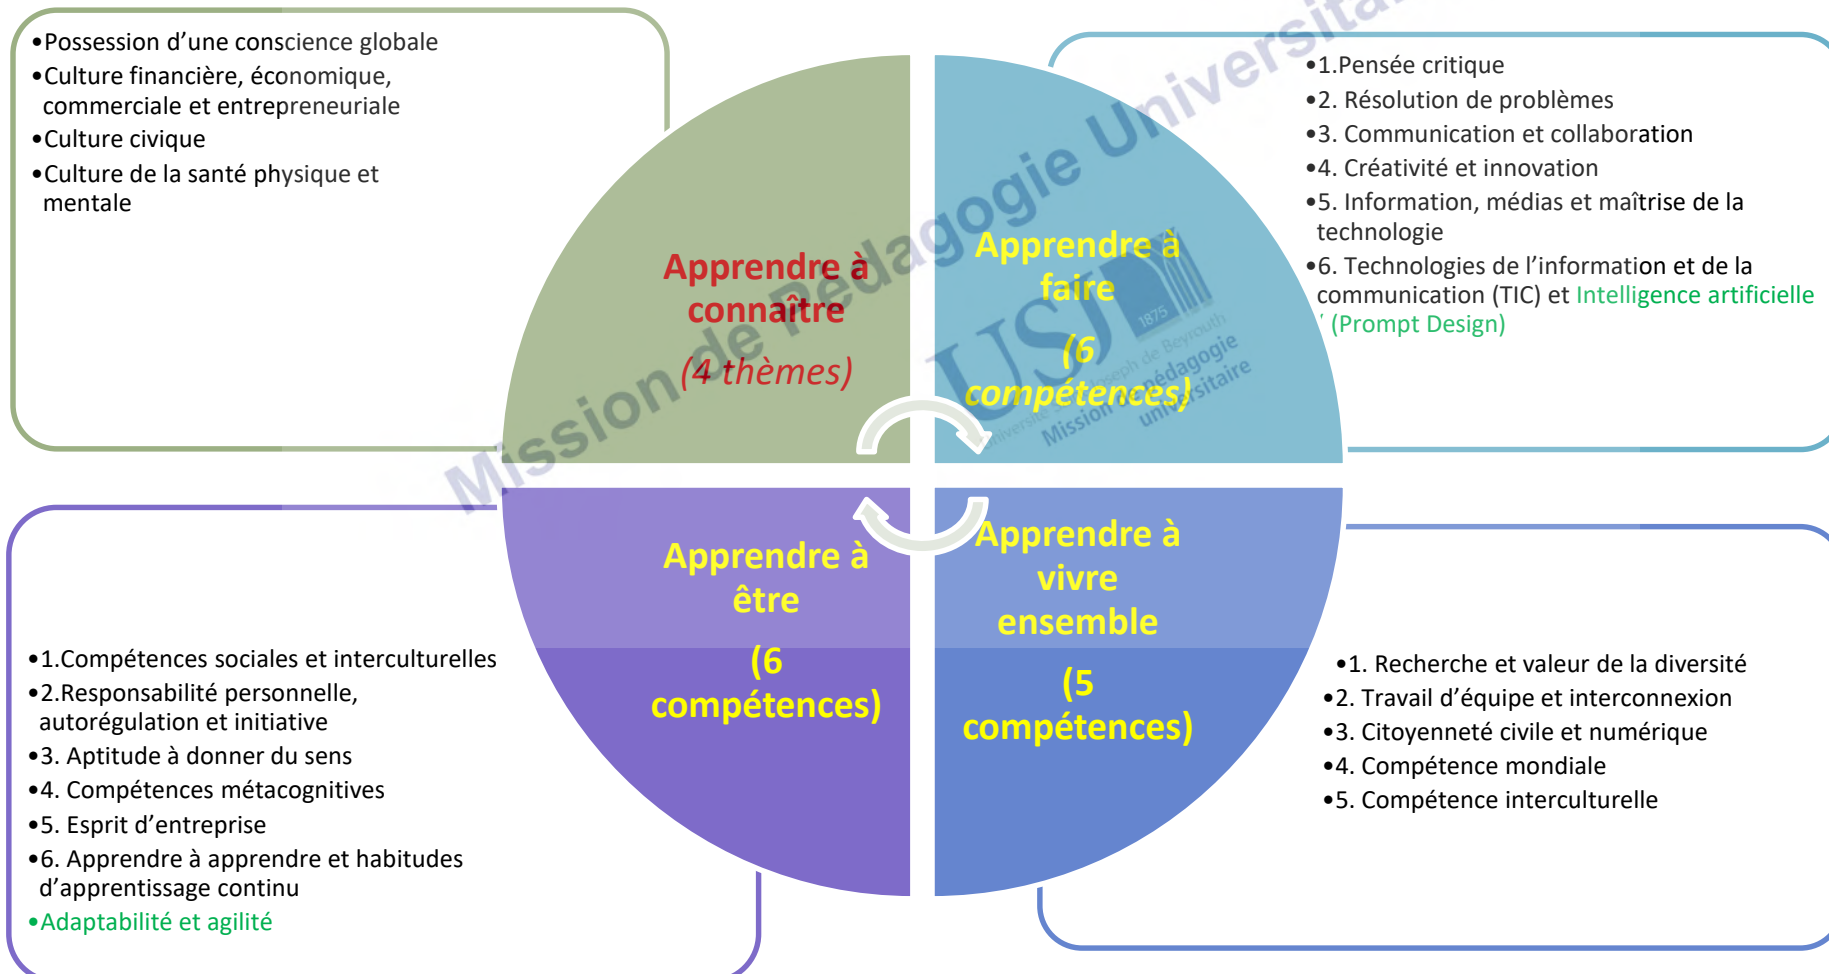 •Possession d’une conscience globale
•Culture financière, économique,
commerciale et entrepreneuriale
•Culture civique
•Culture de la santé physique et
mentale
•1.Pensée critique
•2. Résolution de problèmes
•3. Communication et collaboration
•4. Créativité et innovation
•5. Information, médias et maîtrise de la
technologie
•6. Technologies de l’information et de la
communication (TIC) et Intelligence artificielle
(Prompt Design)
Apprendre à
connaître
(4 thèmes)
Apprendre à
faire
(6
compétences)
Apprendre à
être
(6
compétences)
Apprendre à
vivre
ensemble
(5
compétences)
•1.Compétences sociales et interculturelles
•2.Responsabilité personnelle,
autorégulation et initiative
•3. Aptitude à donner du sens
•4. Compétences métacognitives
•5. Esprit d’entreprise
•6. Apprendre à apprendre et habitudes
d’apprentissage continu
•Adaptabilité et agilité
•1. Recherche et valeur de la diversité
•2. Travail d’équipe et interconnexion
•3. Citoyenneté civile et numérique
•4. Compétence mondiale
•5. Compétence interculturelle
Mission de Pédagogie Universitai
USJ
1875
Université Joseph de Beyrouth
Mission de pédagogie
universitaire